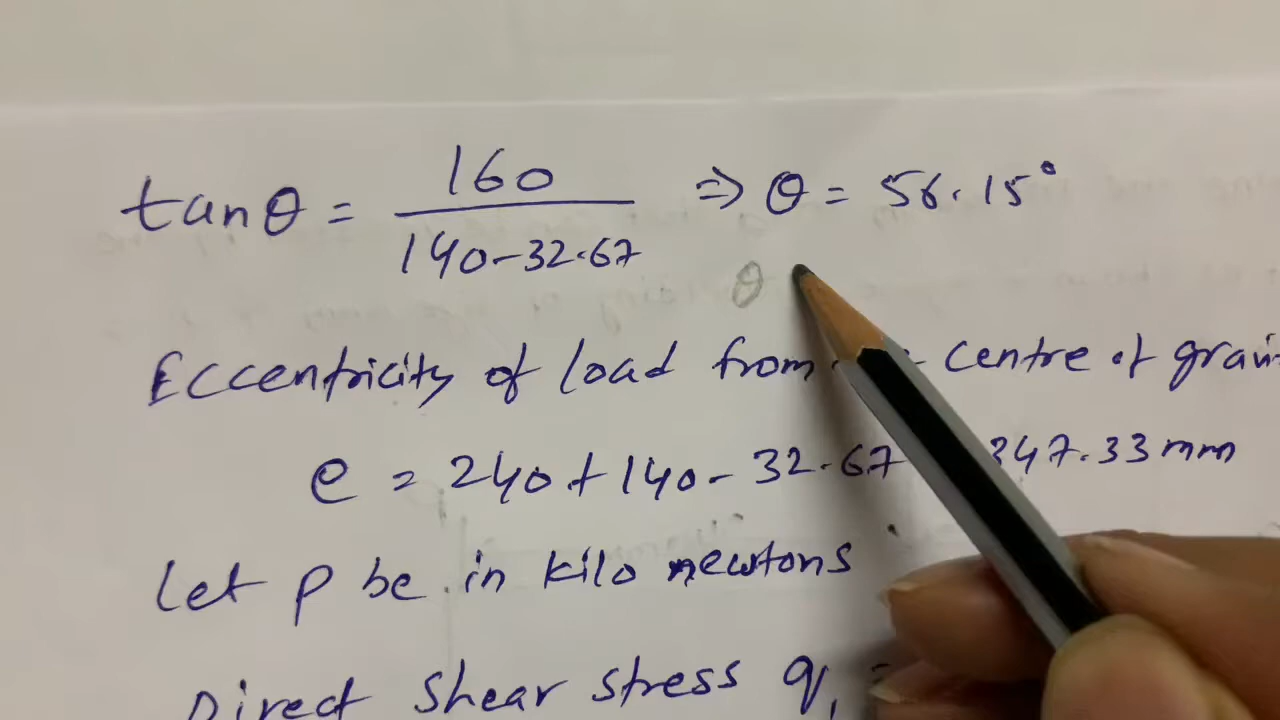 tanθ = 160 / 140-32.67 ⇒ θ = 56.15°
θ
Eccentricity of load from centre of gravi
e = 240+140-32.67 347.33 mm
Let P be in kilo newtons
Direct shear stress q₁ =